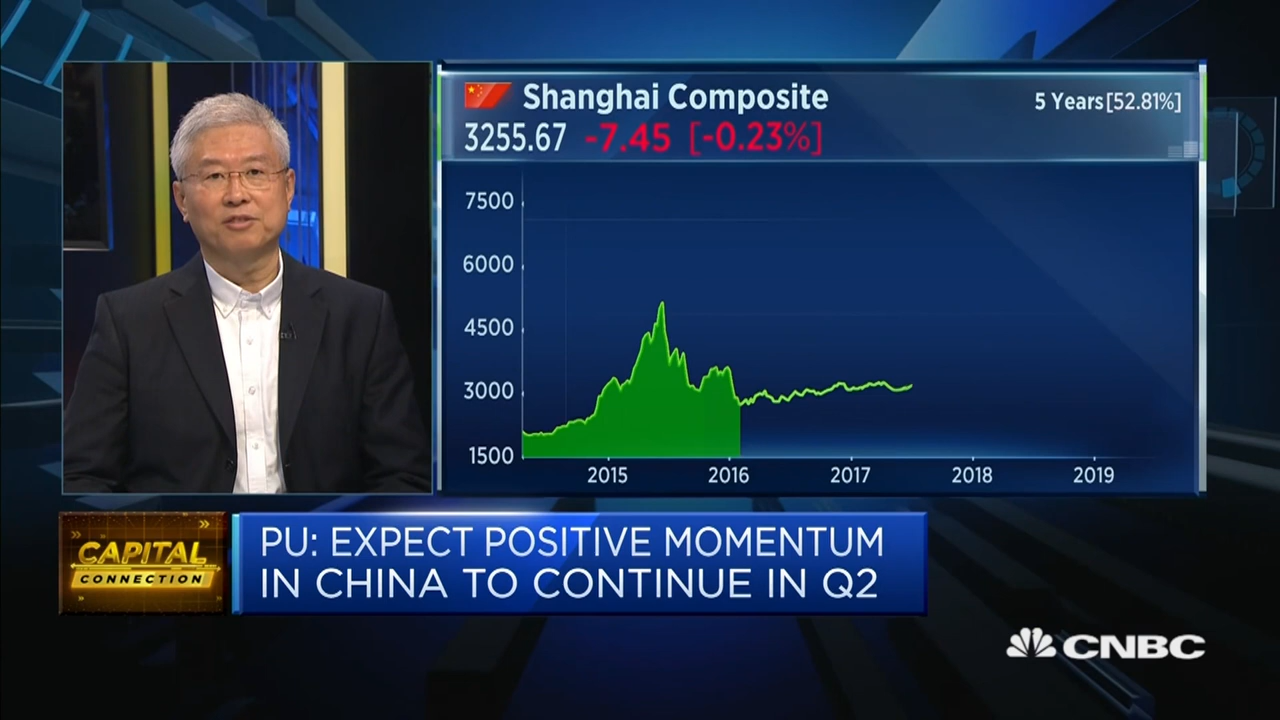 Shanghai Composite
5 Years[52.81%]
3255.67 -7.45 [-0.23%]
7500
6000
4500
3000
1500
2015 2016 2017 2018 2019
CAPITAL
CONNECTION
PU: EXPECT POSITIVE MOMENTUM
IN CHINA TO CONTINUE IN Q2
CNBC